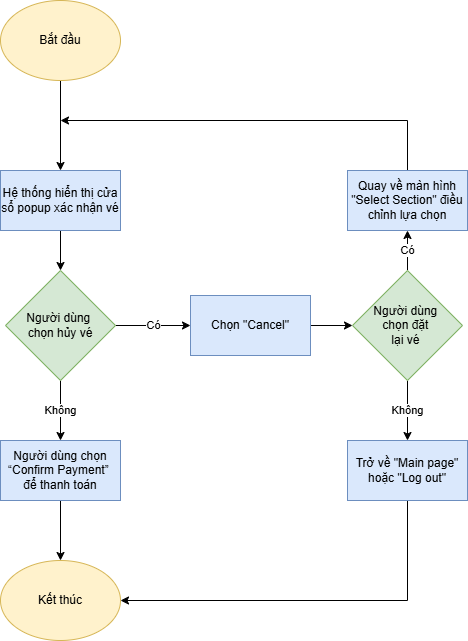 Bắt đầu
Hệ thống hiển thị cửa
sổ popup xác nhận vé
Quay về màn hình
"Select Section" điều
chỉnh lựa chọn
Có
Người dùng
chọn hủy vé
Có
Chọn "Cancel"
Người dùng
chọn đặt
lại vé
Không
Không
Người dùng chọn
“Confirm Payment”
để thanh toán
Trở về "Main page"
hoặc "Log out"
Kết thúc